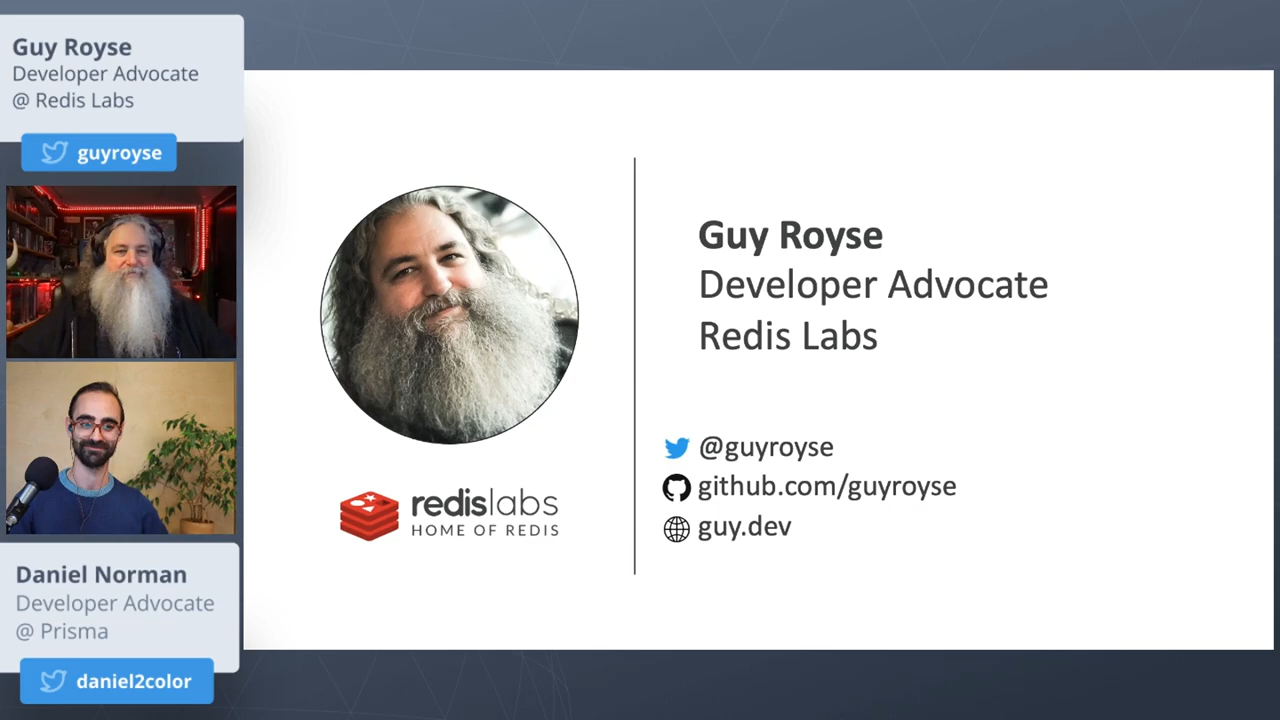 Guy Royse
Developer Advocate
@ Redis Labs
guyroyse
Daniel Norman
Developer Advocate
@ Prisma
daniel2color
redislabs
HOME OF REDIS
Guy Royse
Developer Advocate
Redis Labs
@guyroyse
github.com/guyroyse
guy.dev